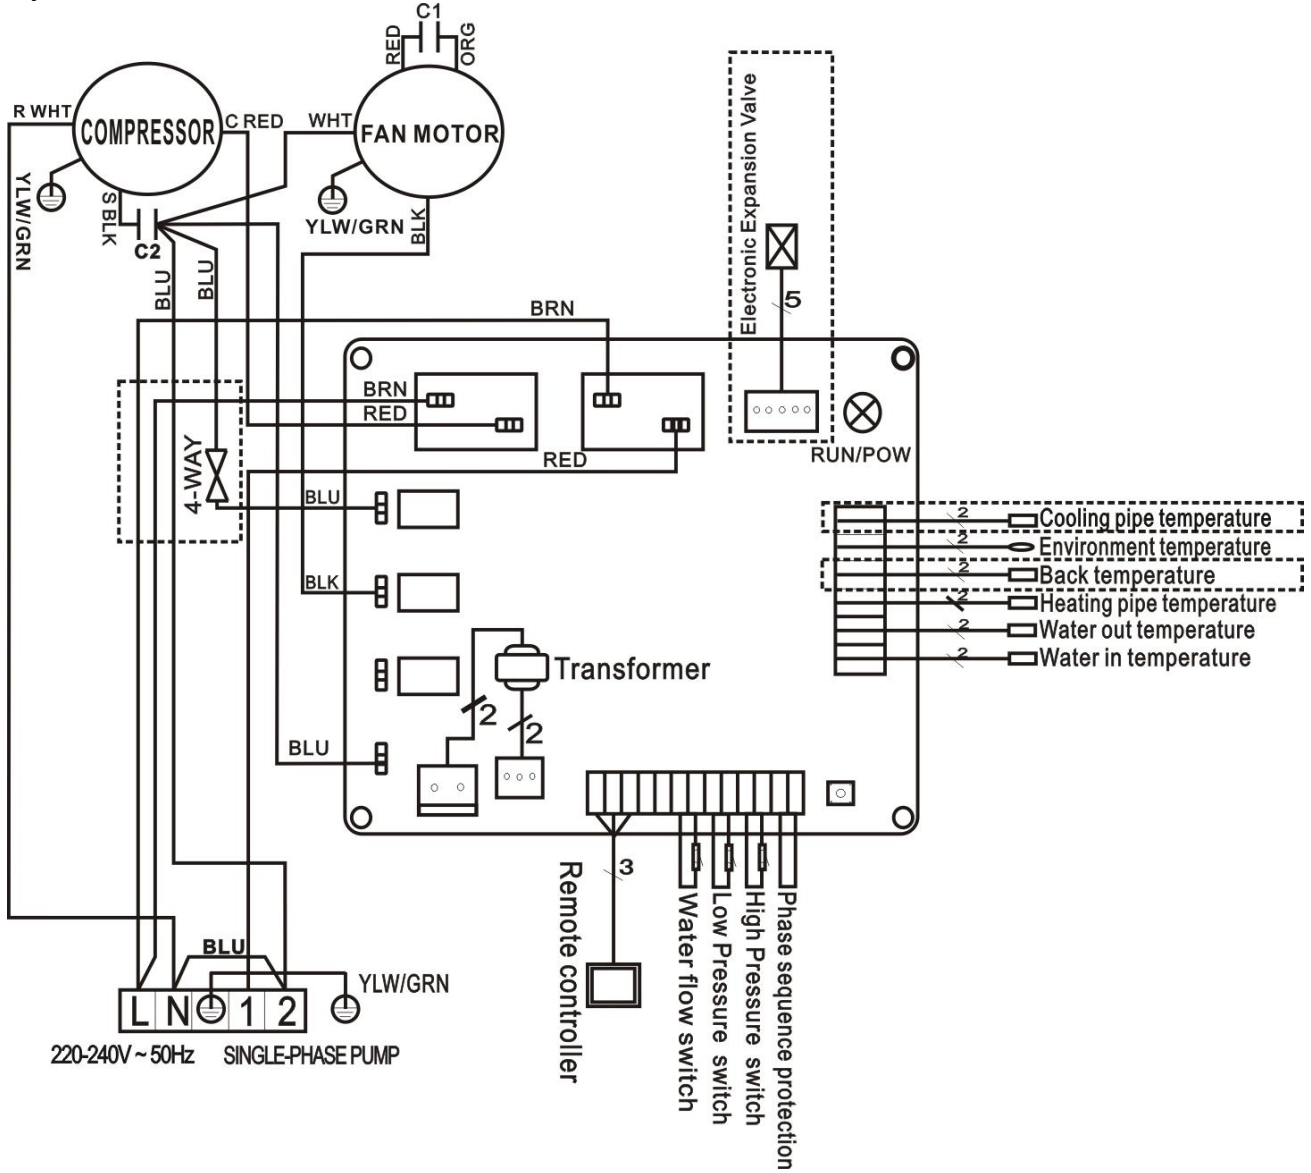 C1
RED
ORG
R WHT
COMPRESSOR
C RED
WHT
FAN MOTOR
YLW/GRN
S BLK
C2
YLW/GRN
BLK
BLU
BLU
Electronic Expansion Valve
5
BRN
BRN
RED
RED
RUN/POW
4-WAY
BLU
BLK
BLU
Transformer
2
2
2
Cooling pipe temperature
2
Environment temperature
2
Back temperature
2
Heating pipe temperature
2
Water out temperature
2
Water in temperature
3
Remote controller
Water flow switch
Low Pressure switch
High Pressure switch
Phase sequence protection
BLU
YLW/GRN
L N 1 2
220-240V ~ 50Hz
SINGLE-PHASE PUMP